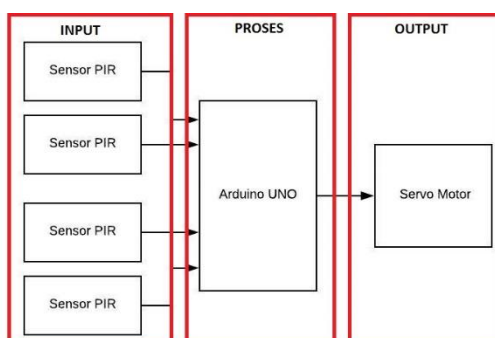 INPUT
PROSES
OUTPUT
Sensor PIR
Sensor PIR
Sensor PIR
Sensor PIR
Arduino UNO
Servo Motor